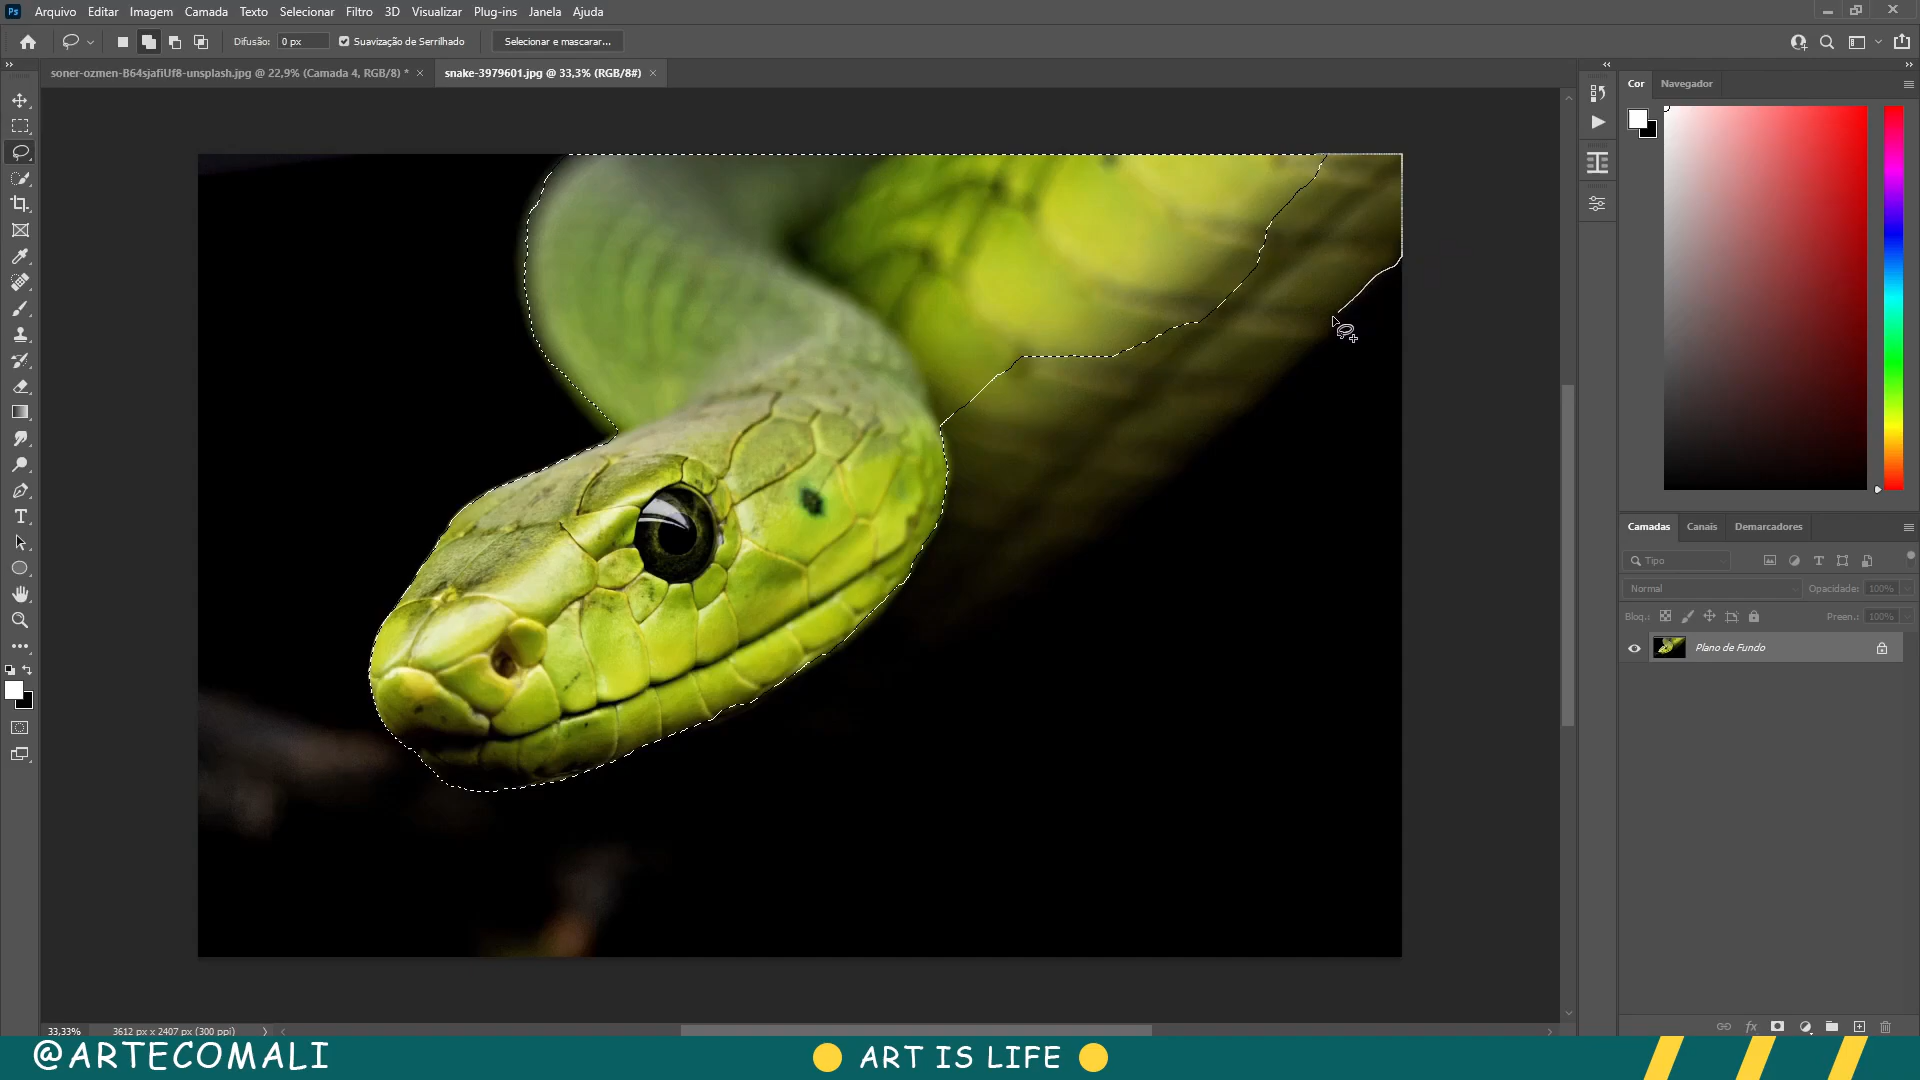 Ps Arquivo Editar Imagem Camada Texto Selecionar Filtro 3D Visualizar Plug-ins Janela Ajuda
Difusão: 0 px Suavização de Serrilhado Selecionar e mascarar...
soner-ozmen-B64sjafiUf8-unsplash.jpg @ 22,9% (Camada 4, RGB/8) * × snake-3979601.jpg @ 33,3% (RGB/8#) ×
Cor Navegador
Camadas Canais Demarcadores
Tipo
Normal Opacidade: 100%
Bloq.: Preen.: 100%
Plano de Fundo
fx
33,33% 3612 px x 2407 px (300 ppi)
@ARTECOMALI ART IS LIFE